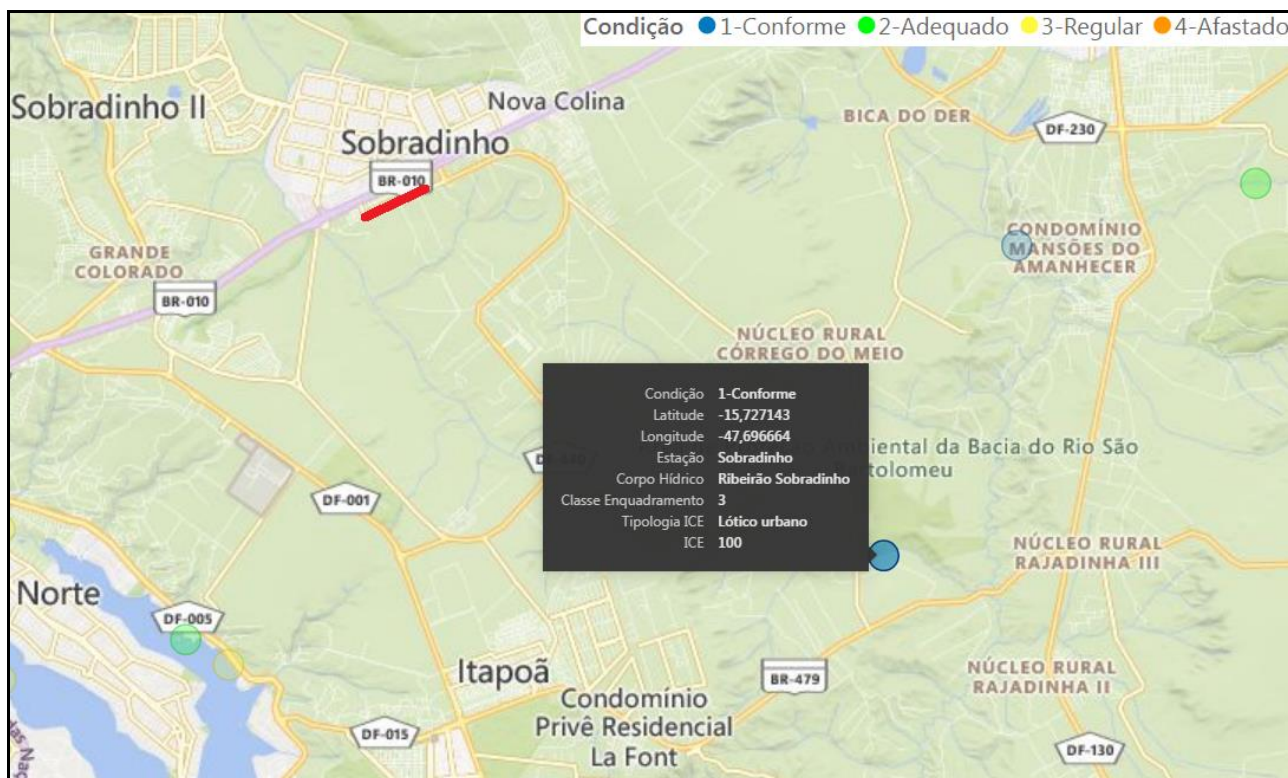 Condição 1-Conforme 2-Adequado 3-Regular 4-Afastado
Sobradinho II
Nova Colina
BICA DO DER
DF-230
Sobradinho
BR-010
GRANDE
COLORADO
BR-010
CONDOMÍNIO
MANSÕES DO
AMANHECER
NÚCLEO RURAL
CÓRREGO DO MEIO
Condição 1-Conforme
Latitude -15,727143
Longitude -47,696664
Estação Sobradinho
Corpo Hídrico Ribeirão Sobradinho
Classe Enquadramento 3
Tipologia ICE Lótico urbano
ICE 100
Ambiental da Bacia do Rio São
Bartolomeu
DF-001
NÚCLEO RURAL
RAJADINHA III
Norte
DF-005
Itapoã
BR-479
NÚCLEO RURAL
RAJADINHA II
Condomínio
Privê Residencial
La Font
DF-015
DF-130
das Naç